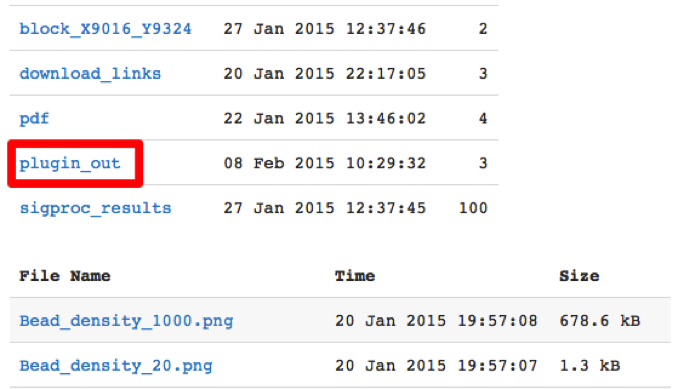 block_X9016_Y9324 27 Jan 2015 12:37:46 2
download_links 20 Jan 2015 22:17:05 3
pdf 22 Jan 2015 13:46:02 4
plugin_out 08 Feb 2015 10:29:32 3
sigproc_results 27 Jan 2015 12:37:45 100
File Name Time Size
Bead_density_1000.png 20 Jan 2015 19:57:08 678.6 kB
Bead_density_20.png 20 Jan 2015 19:57:07 1.3 kB